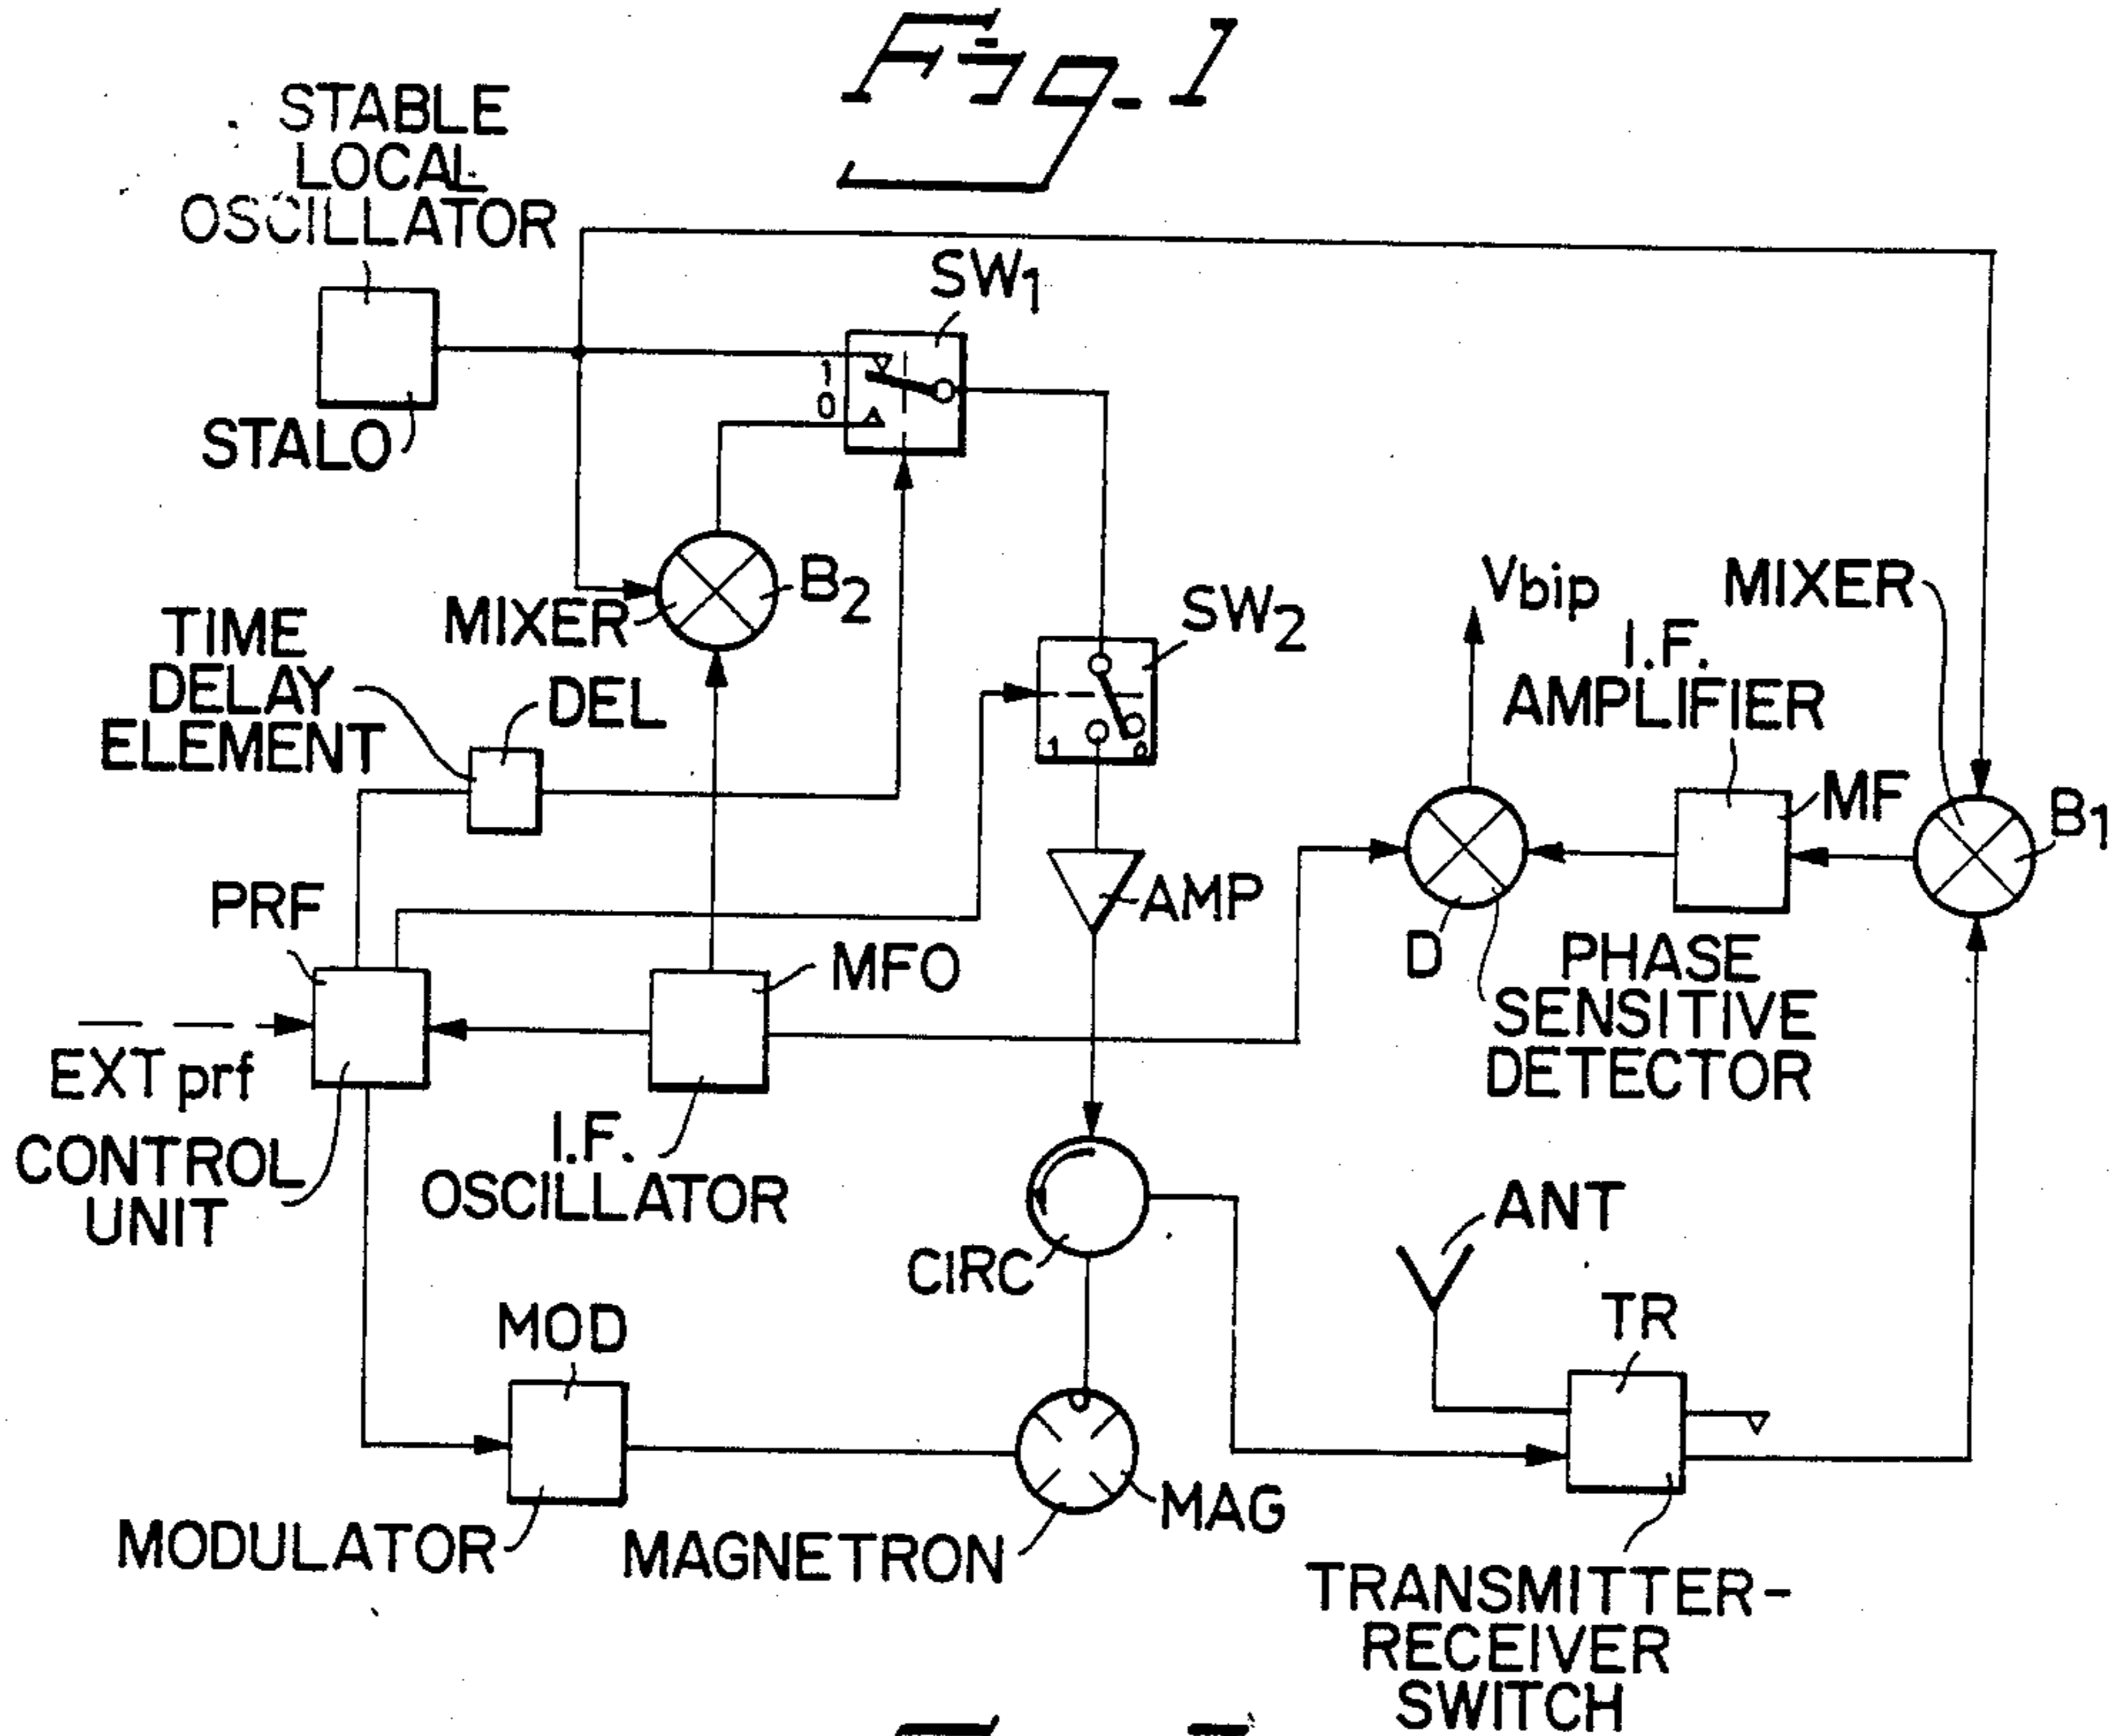 Fig. 1
STABLE
LOCAL
OSCILLATOR
STALO
SW1
1
0
MIXER
B2
TIME
DELAY
ELEMENT
DEL
SW2
1
0
Vbip
MIXER
I.F.
AMPLIFIER
MF
B1
AMP
D
PHASE
SENSITIVE
DETECTOR
PRF
MFO
EXT prf
CONTROL
UNIT
I.F.
OSCILLATOR
CIRC
ANT
TR
MOD
MODULATOR
MAGNETRON
MAG
TRANSMITTER-
RECEIVER
SWITCH